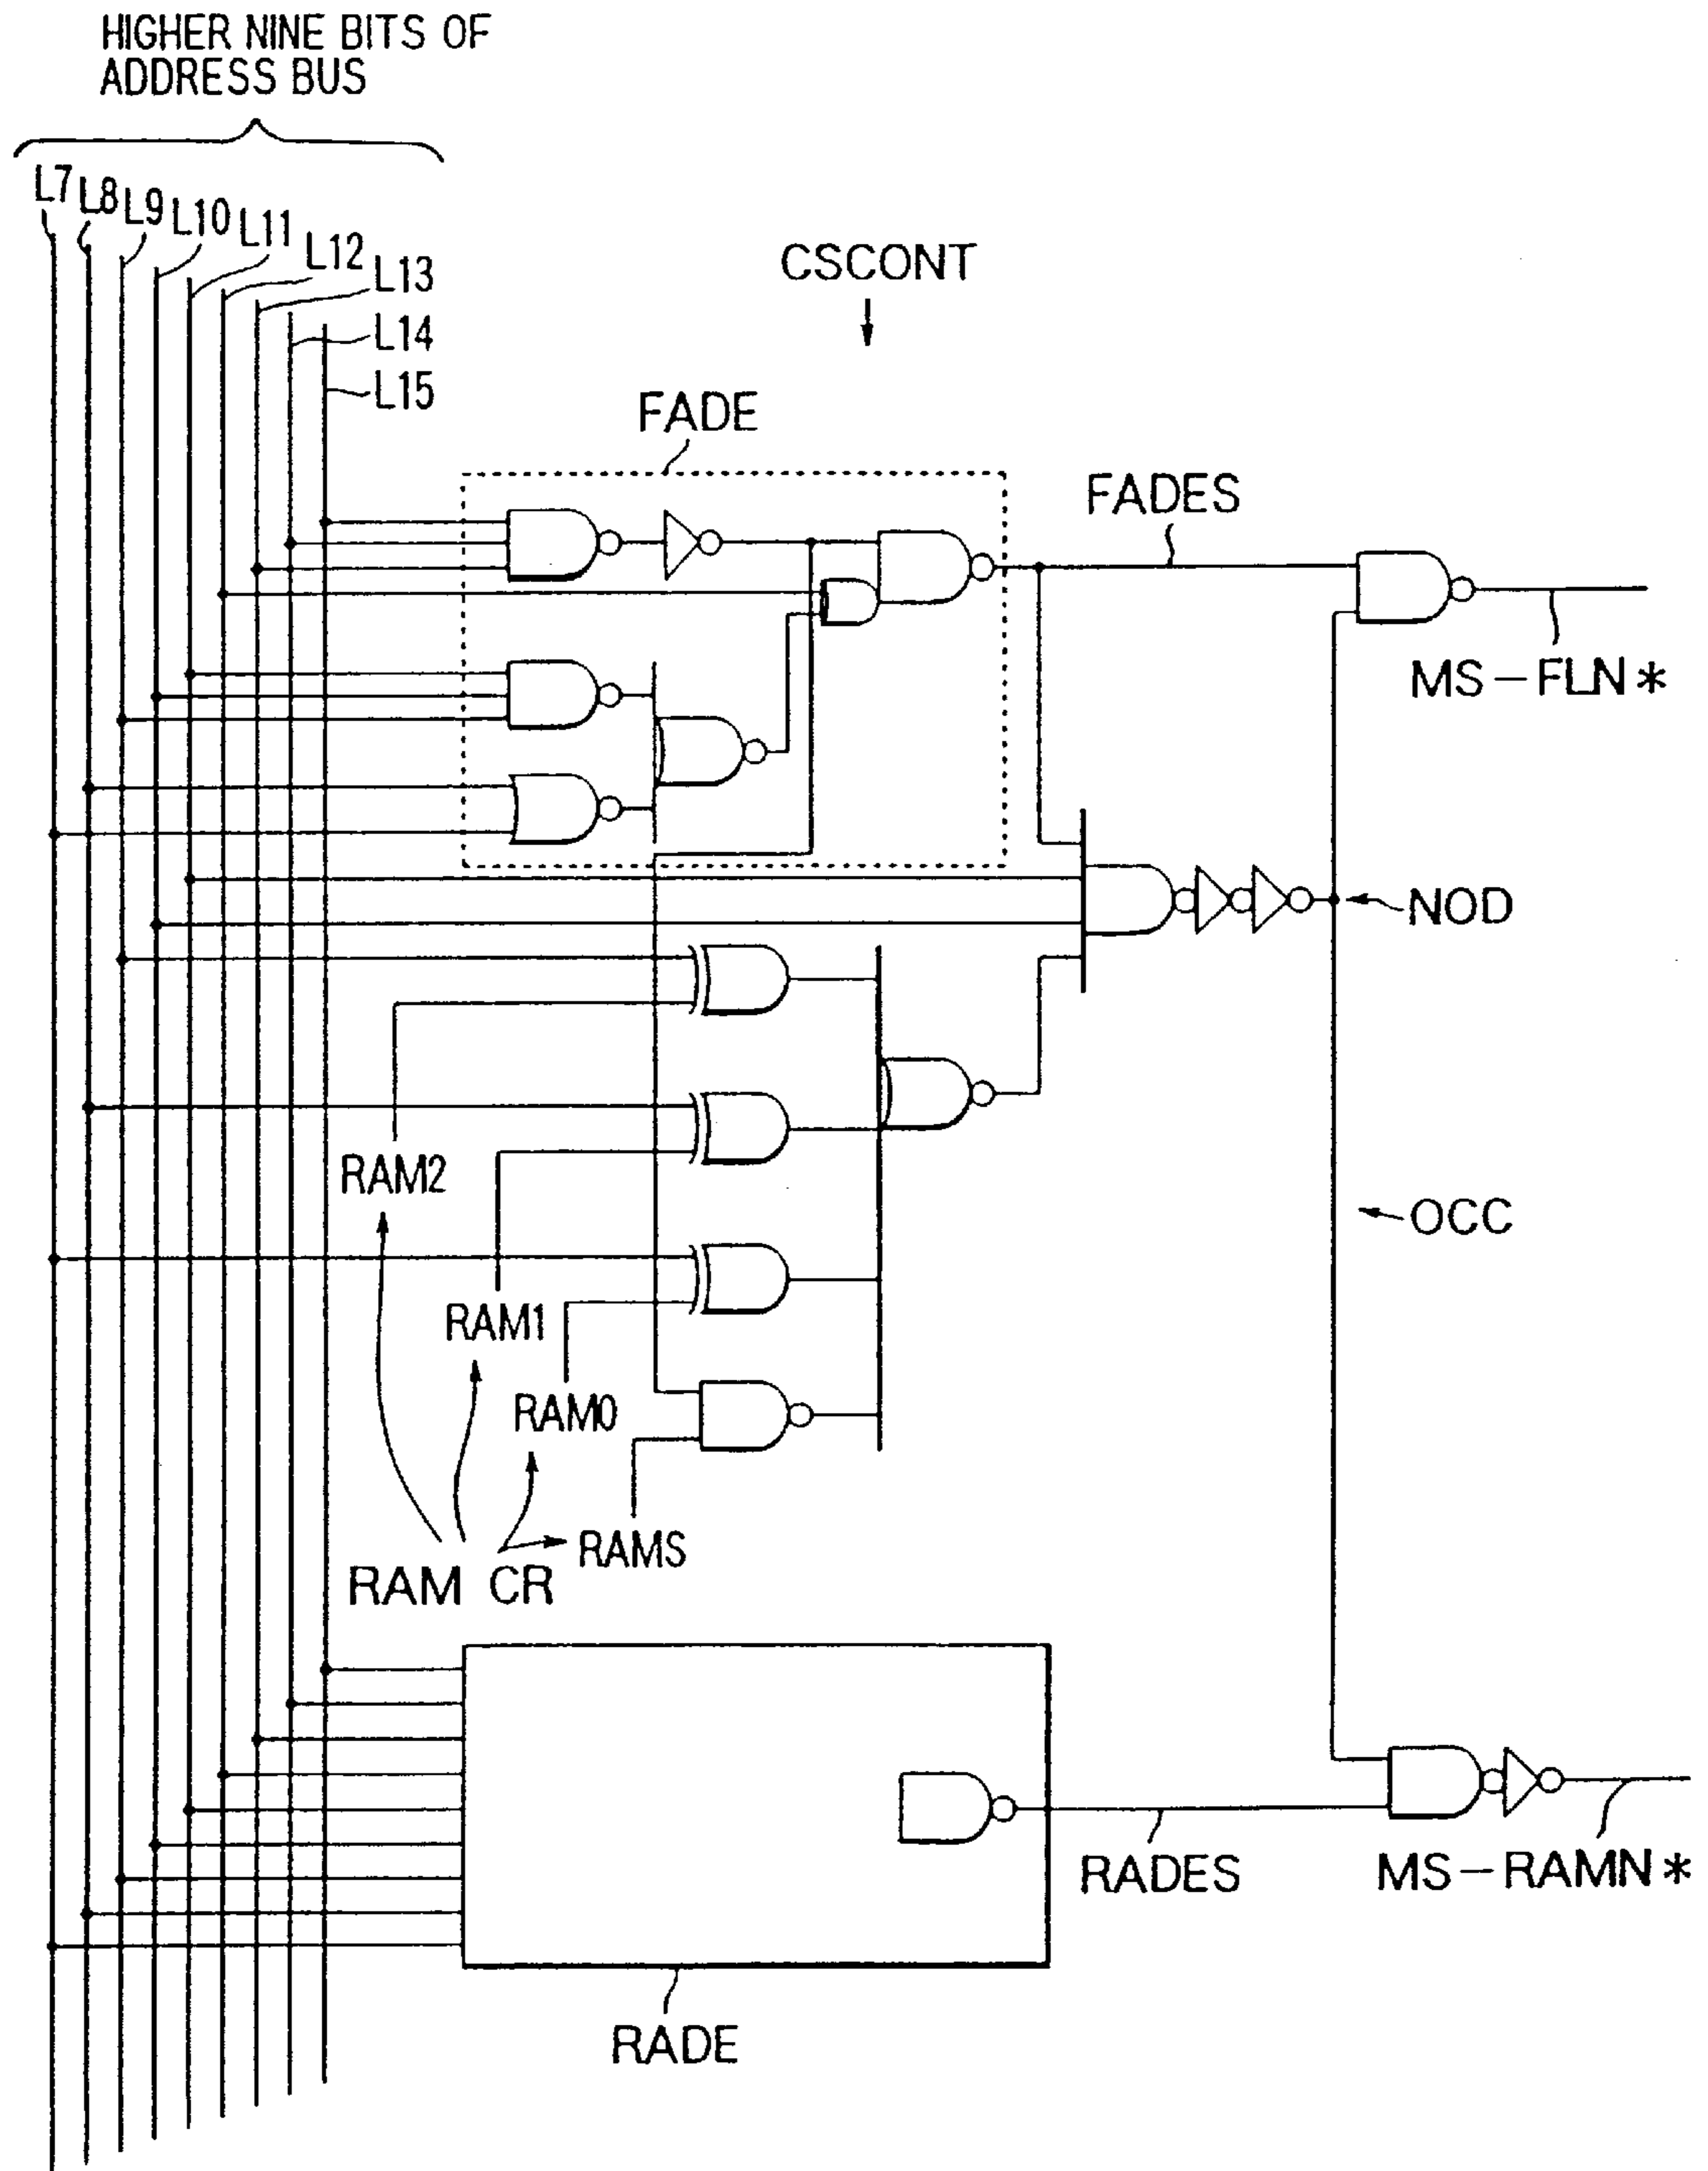 HIGHER NINE BITS OF
ADDRESS BUS
L7
L8
L9
L10
L11
L12
L13
L14
L15
CSCONT
FADE
FADES
MS-FLN*
NOD
RAM2
OCC
RAM1
RAM0
RAMS
RAM CR
RADES
MS-RAMN*
RADE